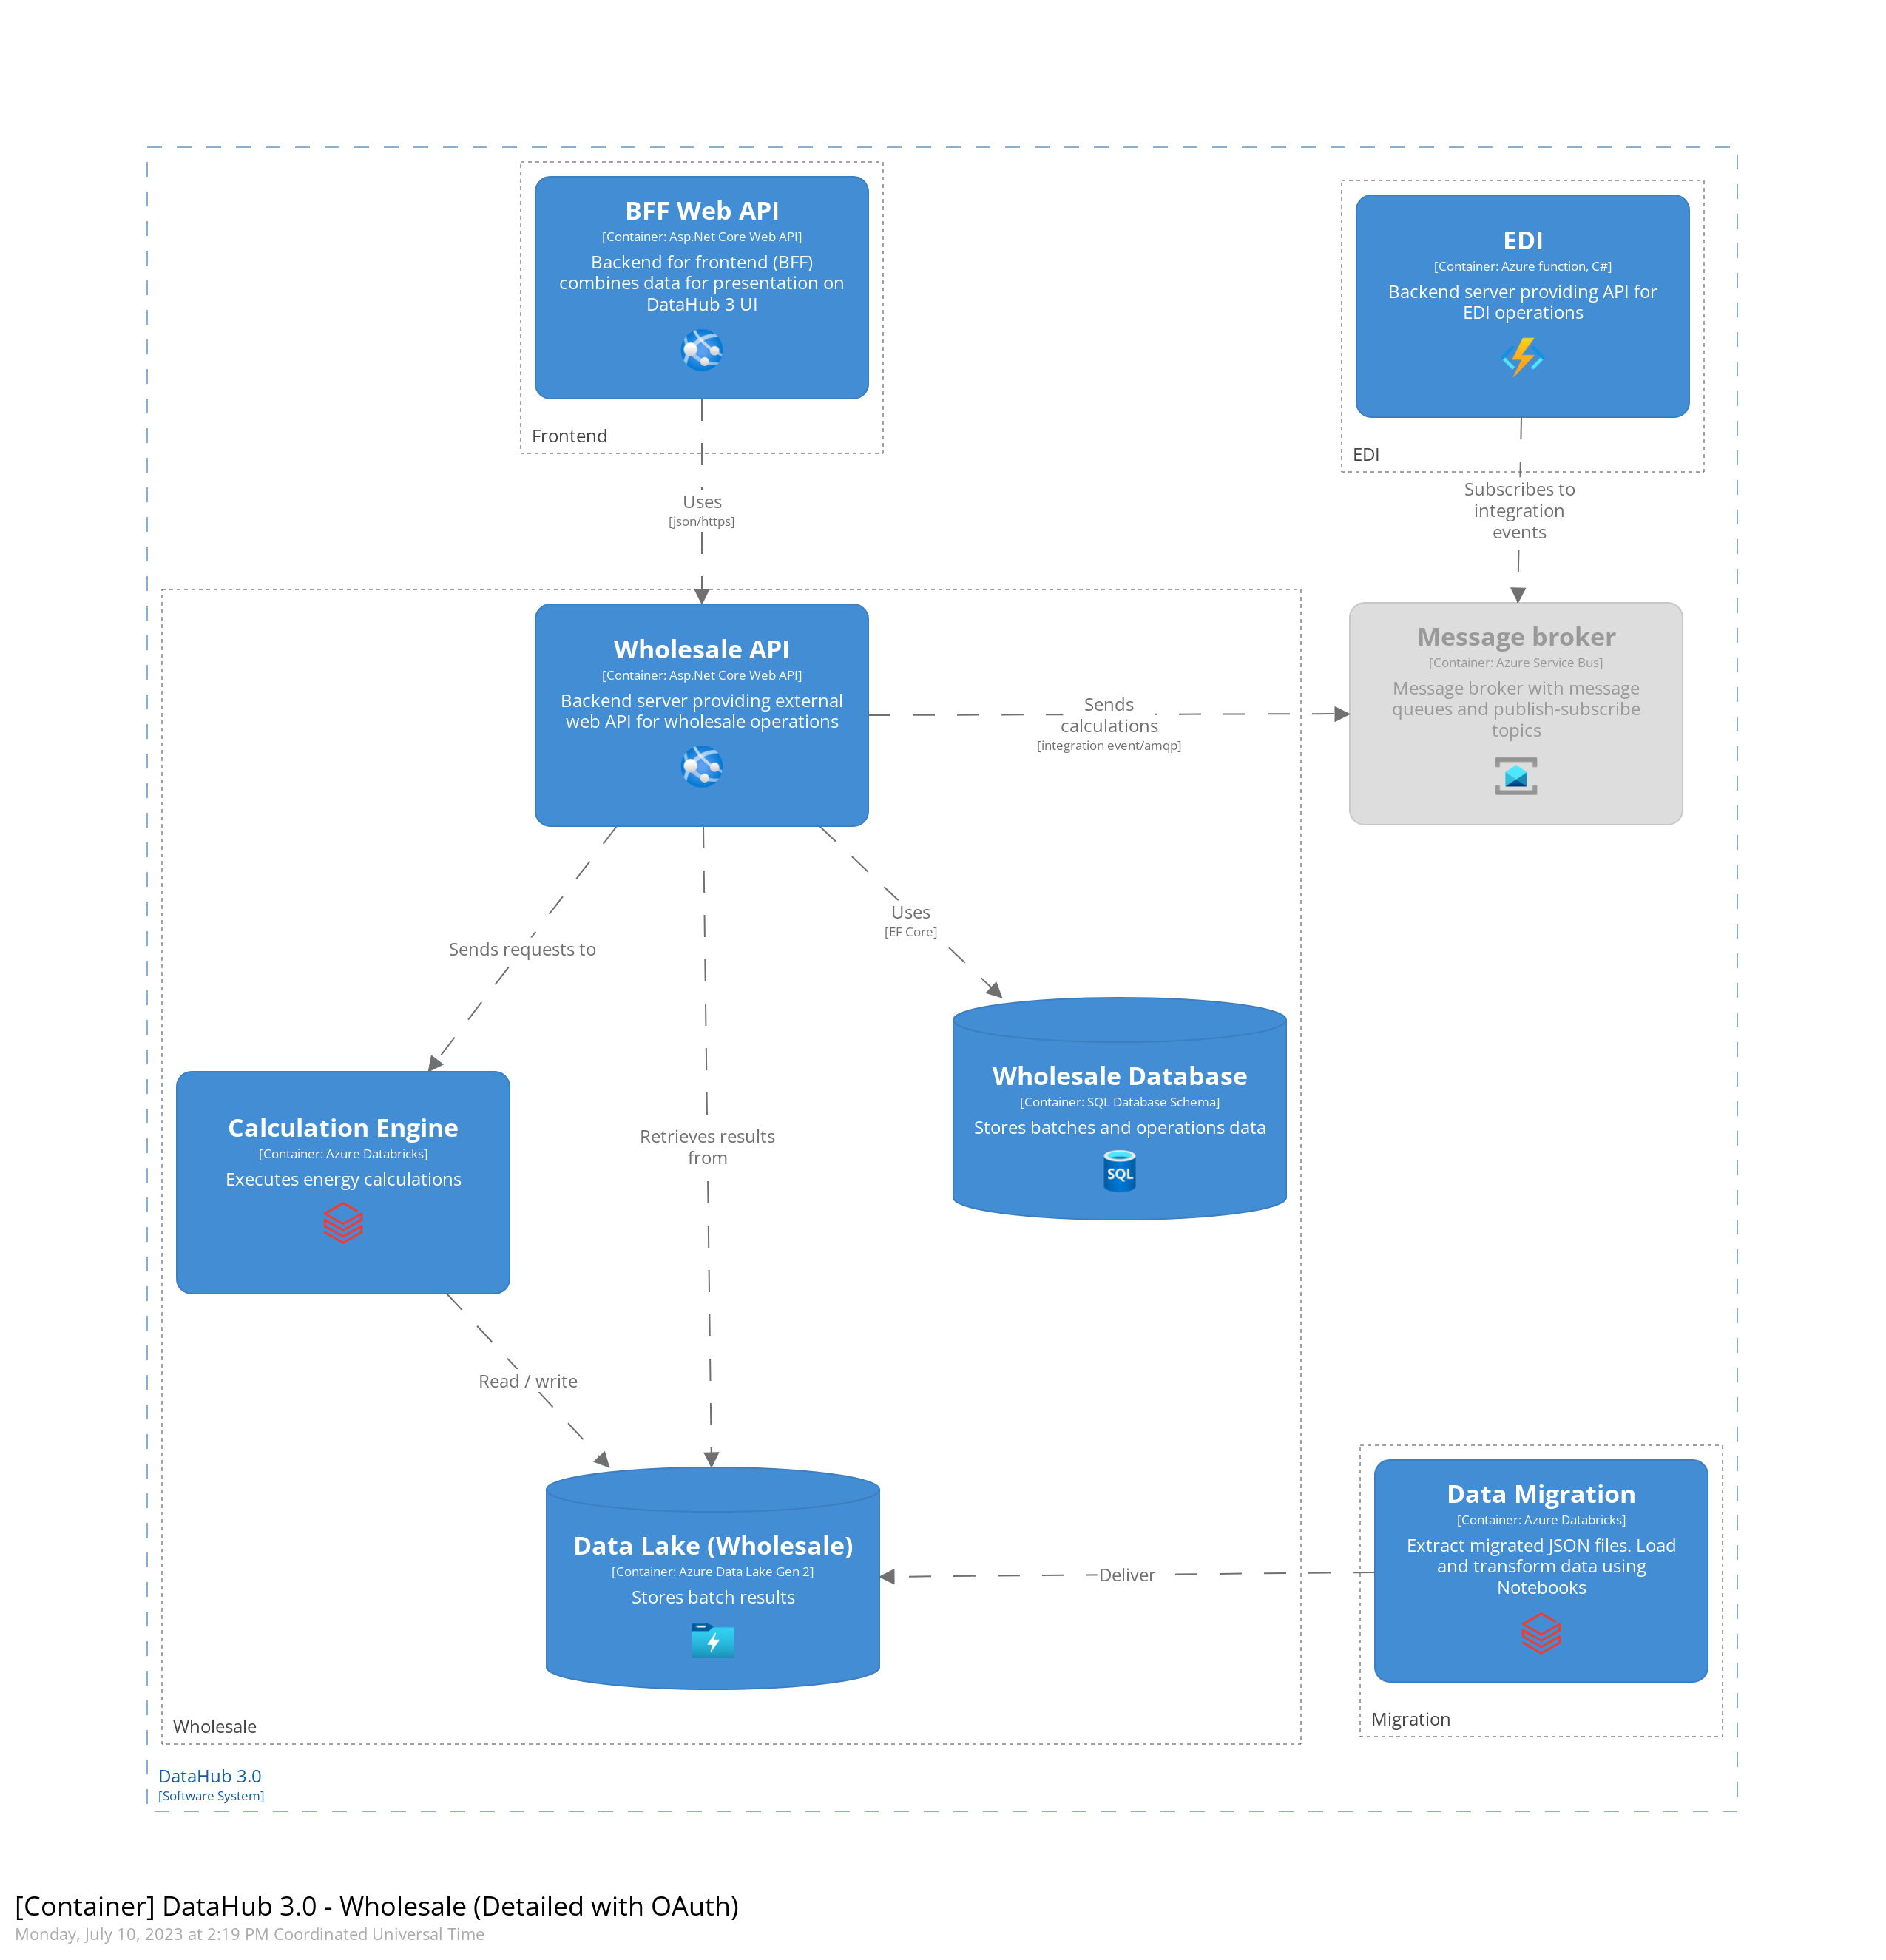 BFF Web API
[Container: Asp.Net Core Web API]
Backend for frontend (BFF)
combines data for presentation on
DataHub 3 UI
Frontend
EDI
[Container: Azure function, C#]
Backend server providing API for
EDI operations
EDI
Uses
[json/https]
Subscribes to
integration
events
Wholesale API
[Container: Asp.Net Core Web API]
Backend server providing external
web API for wholesale operations
Sends
calculations
[integration event/amqp]
Message broker
[Container: Azure Service Bus]
Message broker with message
queues and publish-subscribe
topics
Sends requests to
Uses
[EF Core]
Retrieves results
from
Calculation Engine
[Container: Azure Databricks]
Executes energy calculations
Wholesale Database
[Container: SQL Database Schema]
Stores batches and operations data
SQL
Read / write
Data Lake (Wholesale)
[Container: Azure Data Lake Gen 2]
Stores batch results
Deliver
Data Migration
[Container: Azure Databricks]
Extract migrated JSON files. Load
and transform data using
Notebooks
Migration
Wholesale
DataHub 3.0
[Software System]
[Container] DataHub 3.0 - Wholesale (Detailed with OAuth)
Monday, July 10, 2023 at 2:19 PM Coordinated Universal Time